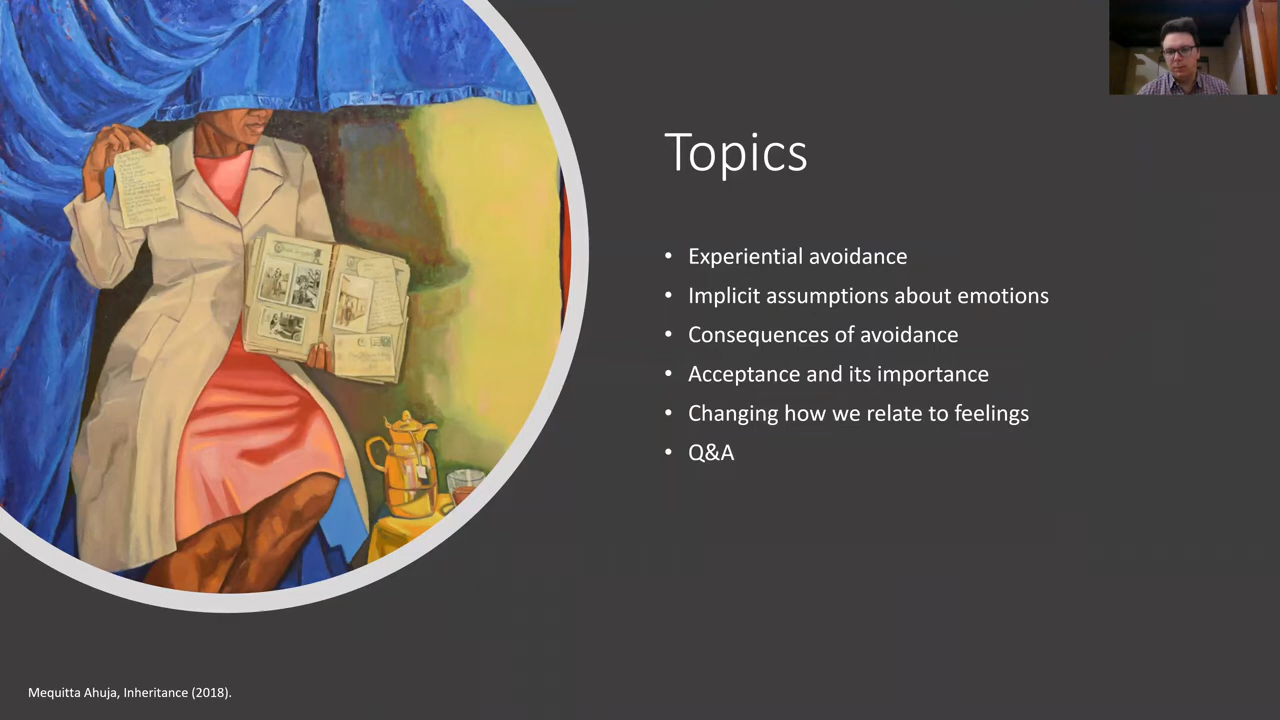 Topics
• Experiential avoidance
• Implicit assumptions about emotions
• Consequences of avoidance
• Acceptance and its importance
• Changing how we relate to feelings
• Q&A
Mequitta Ahuja, Inheritance (2018).